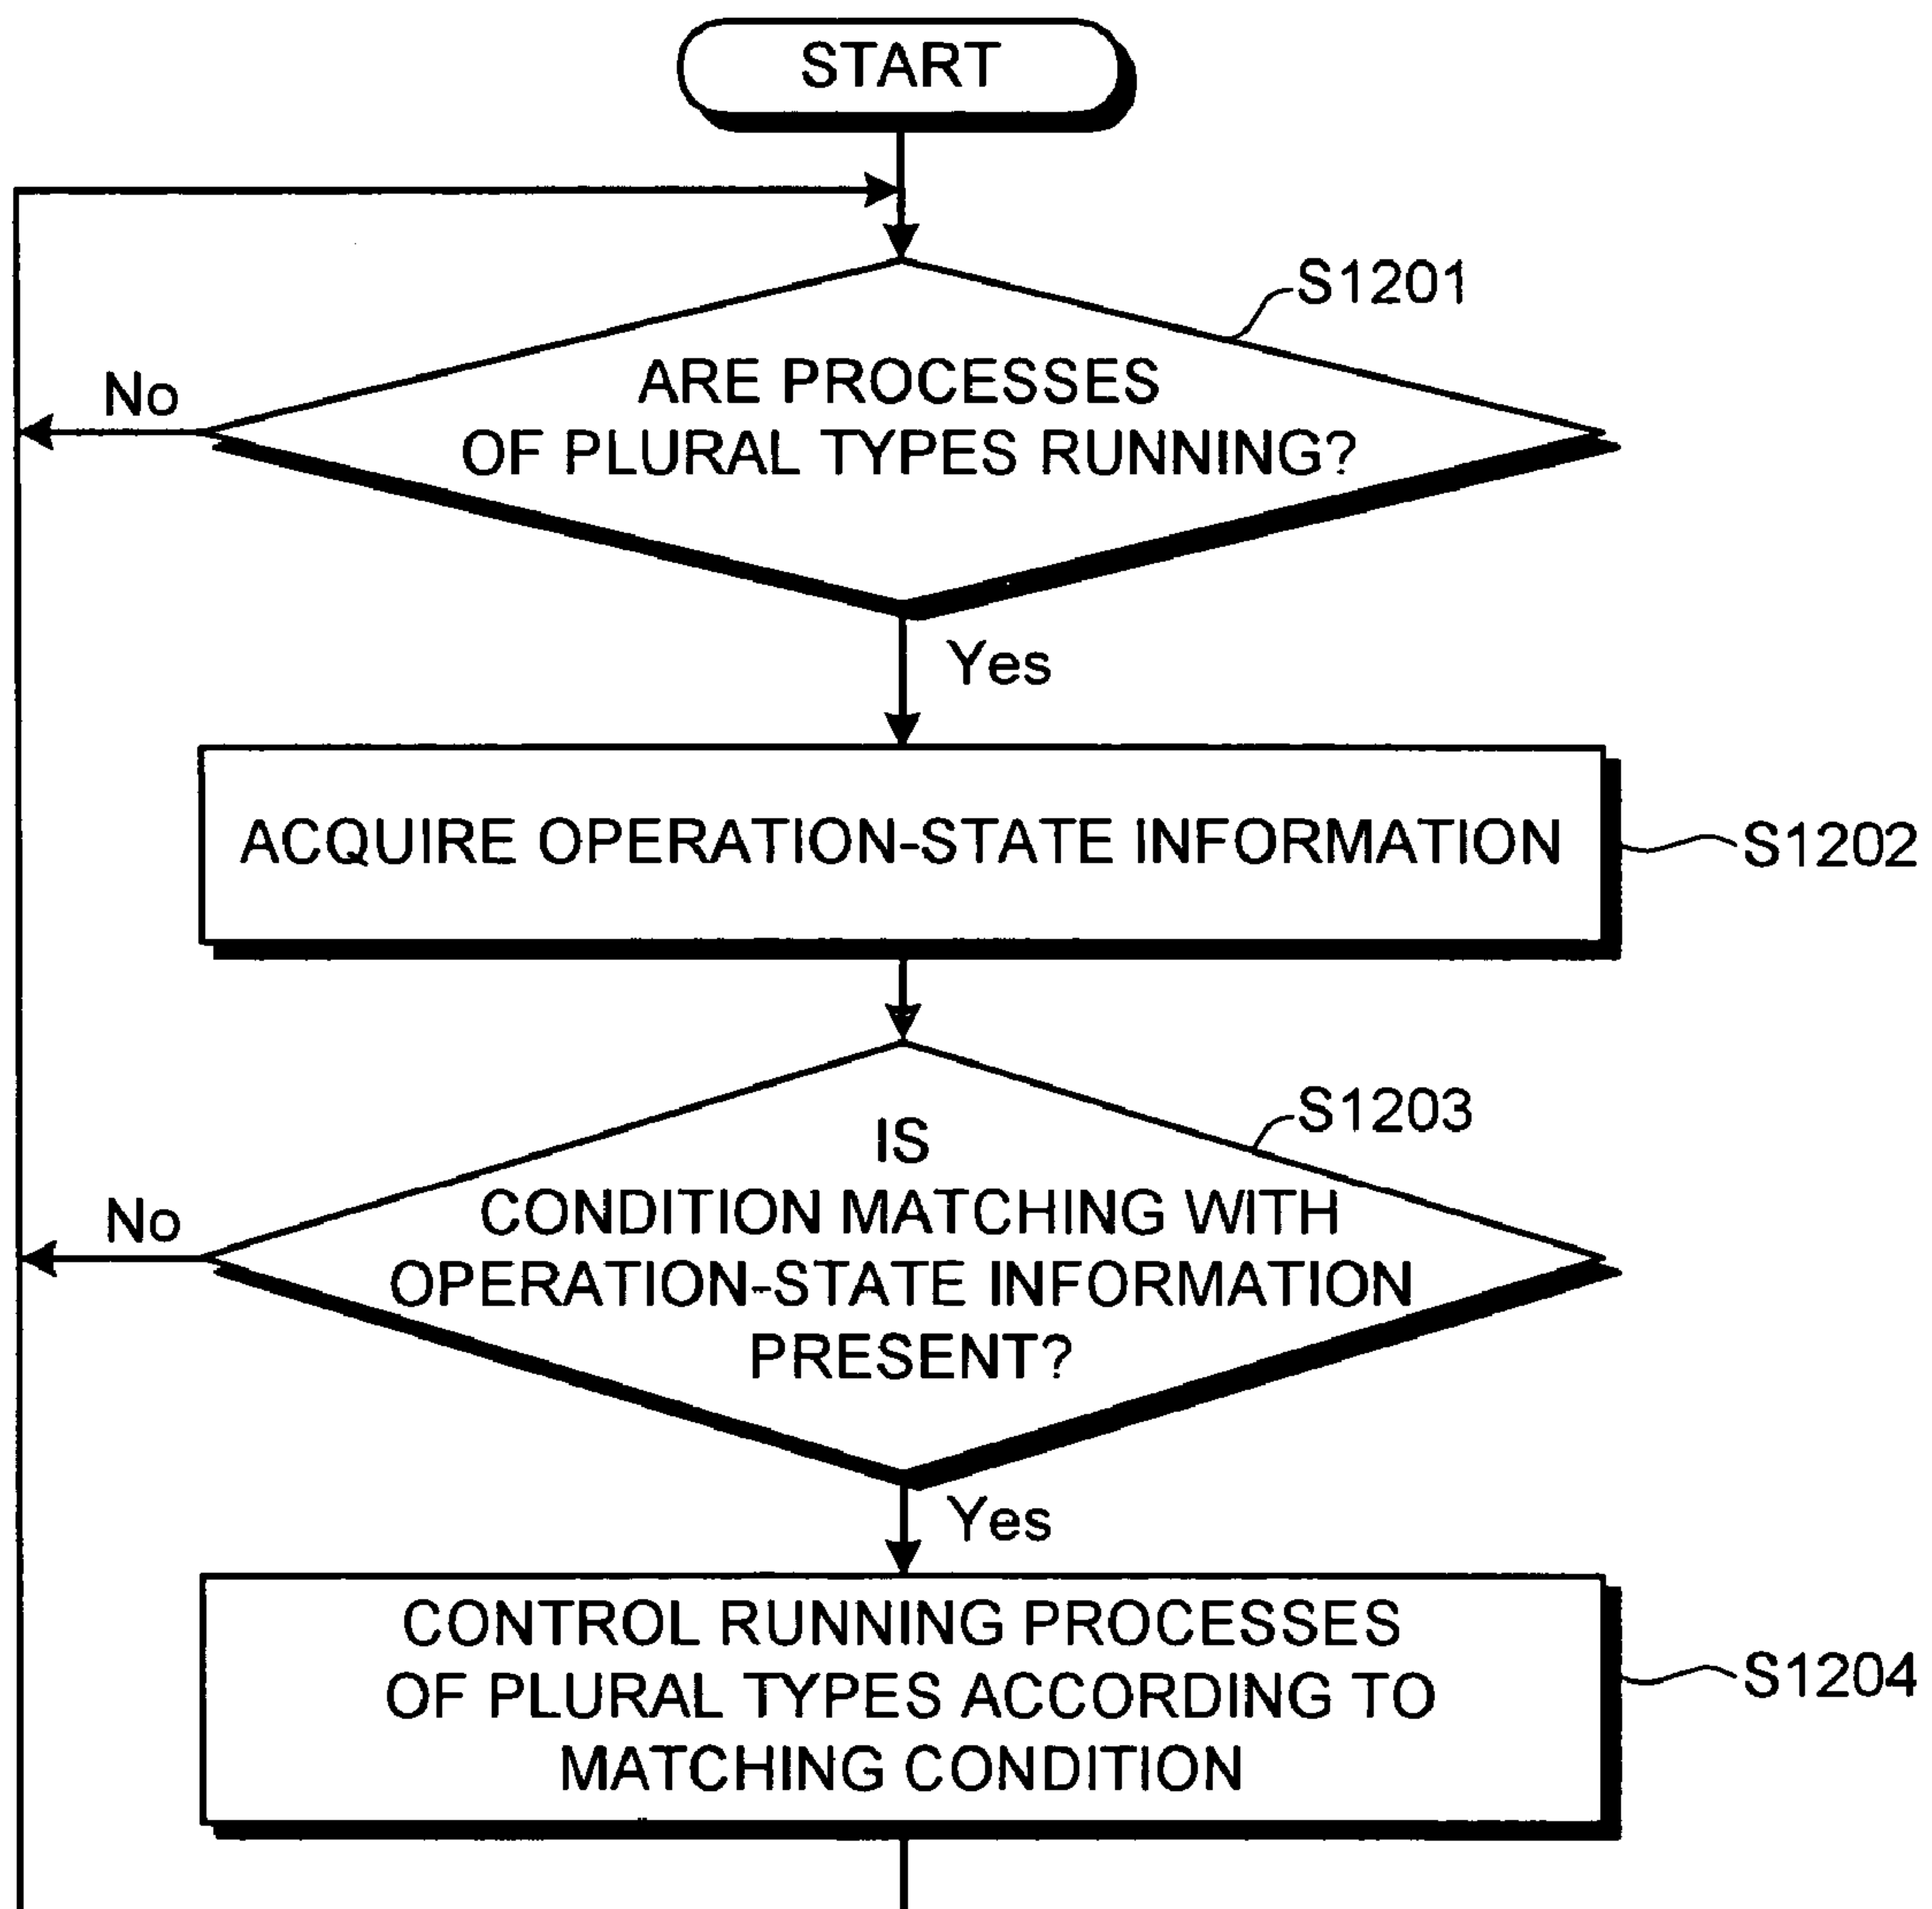 START
S1201
ARE PROCESSES
OF PLURAL TYPES RUNNING?
No
Yes
ACQUIRE OPERATION-STATE INFORMATION
S1202
S1203
IS
CONDITION MATCHING WITH
OPERATION-STATE INFORMATION
PRESENT?
No
Yes
CONTROL RUNNING PROCESSES
OF PLURAL TYPES ACCORDING TO
MATCHING CONDITION
S1204